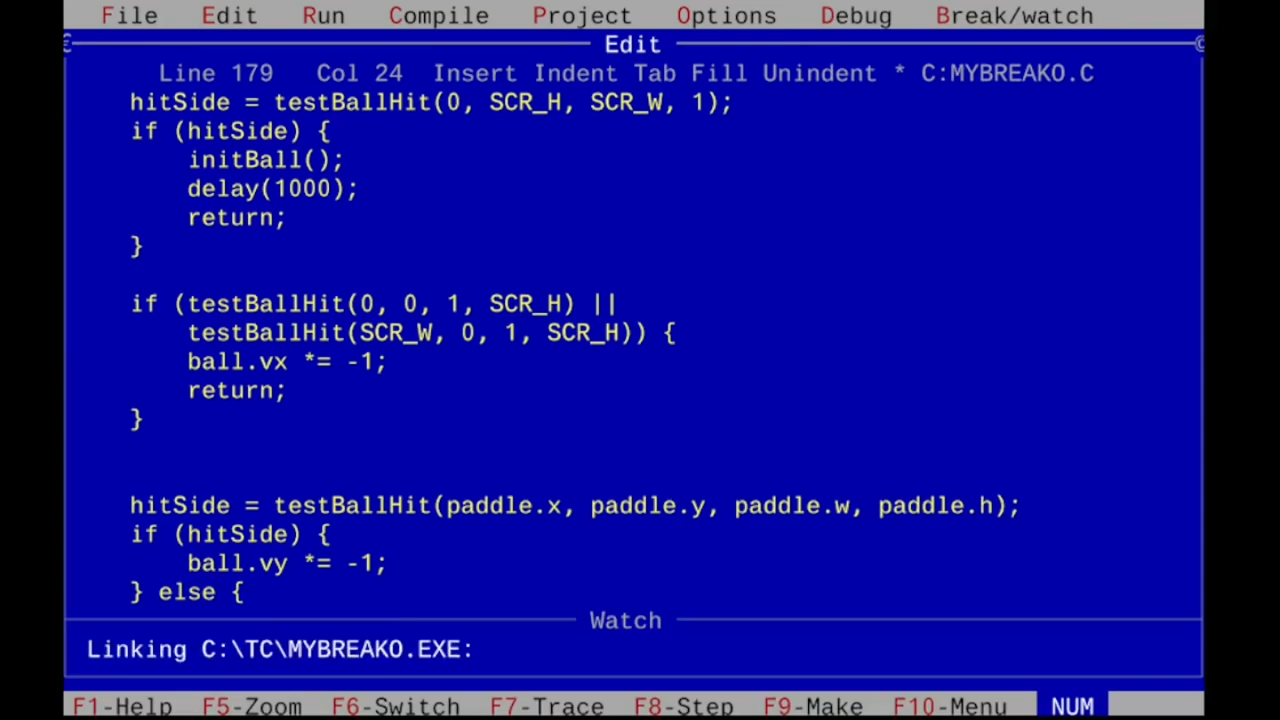 File Edit Run Compile Project Options Debug Break/watch
Edit
Line 179 Col 24 Insert Indent Tab Fill Unindent * C:MYBREAKO.C
hitSide = testBallHit(0, SCR_H, SCR_W, 1);
if (hitSide) {
initBall();
delay(1000);
return;
}
if (testBallHit(0, 0, 1, SCR_H) ||
testBallHit(SCR_W, 0, 1, SCR_H)) {
ball.vx *= -1;
return;
}
hitSide = testBallHit(paddle.x, paddle.y, paddle.w, paddle.h);
if (hitSide) {
ball.vy *= -1;
} else {
Watch
Linking C:\TC\MYBREAKO.EXE:
F1-Help F5-Zoom F6-Switch F7-Trace F8-Step F9-Make F10-Menu NUM